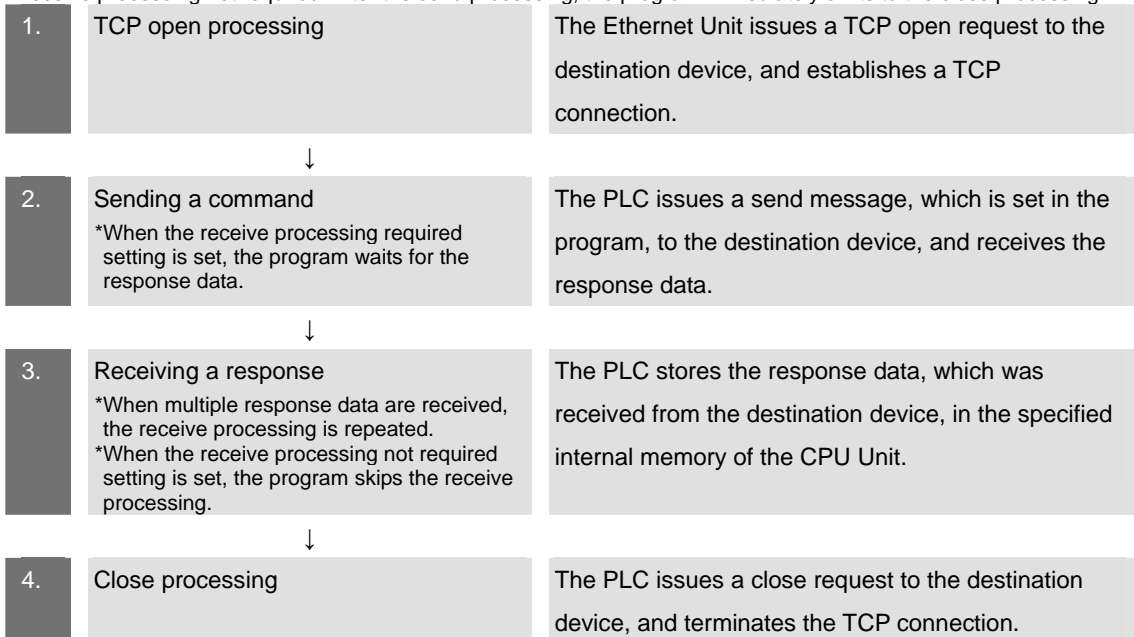 1.
TCP open processing
The Ethernet Unit issues a TCP open request to the
destination device, and establishes a TCP
connection.
↓
2.
Sending a command
*When the receive processing required
setting is set, the program waits for the
response data.
The PLC issues a send message, which is set in the
program, to the destination device, and receives the
response data.
↓
3.
Receiving a response
*When multiple response data are received,
the receive processing is repeated.
*When the receive processing not required
setting is set, the program skips the receive
processing.
The PLC stores the response data, which was
received from the destination device, in the specified
internal memory of the CPU Unit.
↓
4.
Close processing
The PLC issues a close request to the destination
device, and terminates the TCP connection.